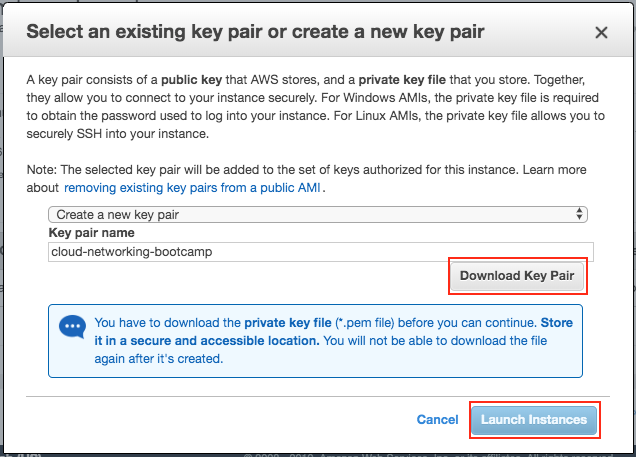 Select an existing key pair or create a new key pair
A key pair consists of a public key that AWS stores, and a private key file that you store. Together,
they allow you to connect to your instance securely. For Windows AMIs, the private key file is required
to obtain the password used to log into your instance. For Linux AMIs, the private key file allows you to
securely SSH into your instance.
Note: The selected key pair will be added to the set of keys authorized for this instance. Learn more
about removing existing key pairs from a public AMI.
Create a new key pair
Key pair name
cloud-networking-bootcamp
Download Key Pair
You have to download the private key file (*.pem file) before you can continue. Store
it in a secure and accessible location. You will not be able to download the file
again after it's created.
Cancel
Launch Instances